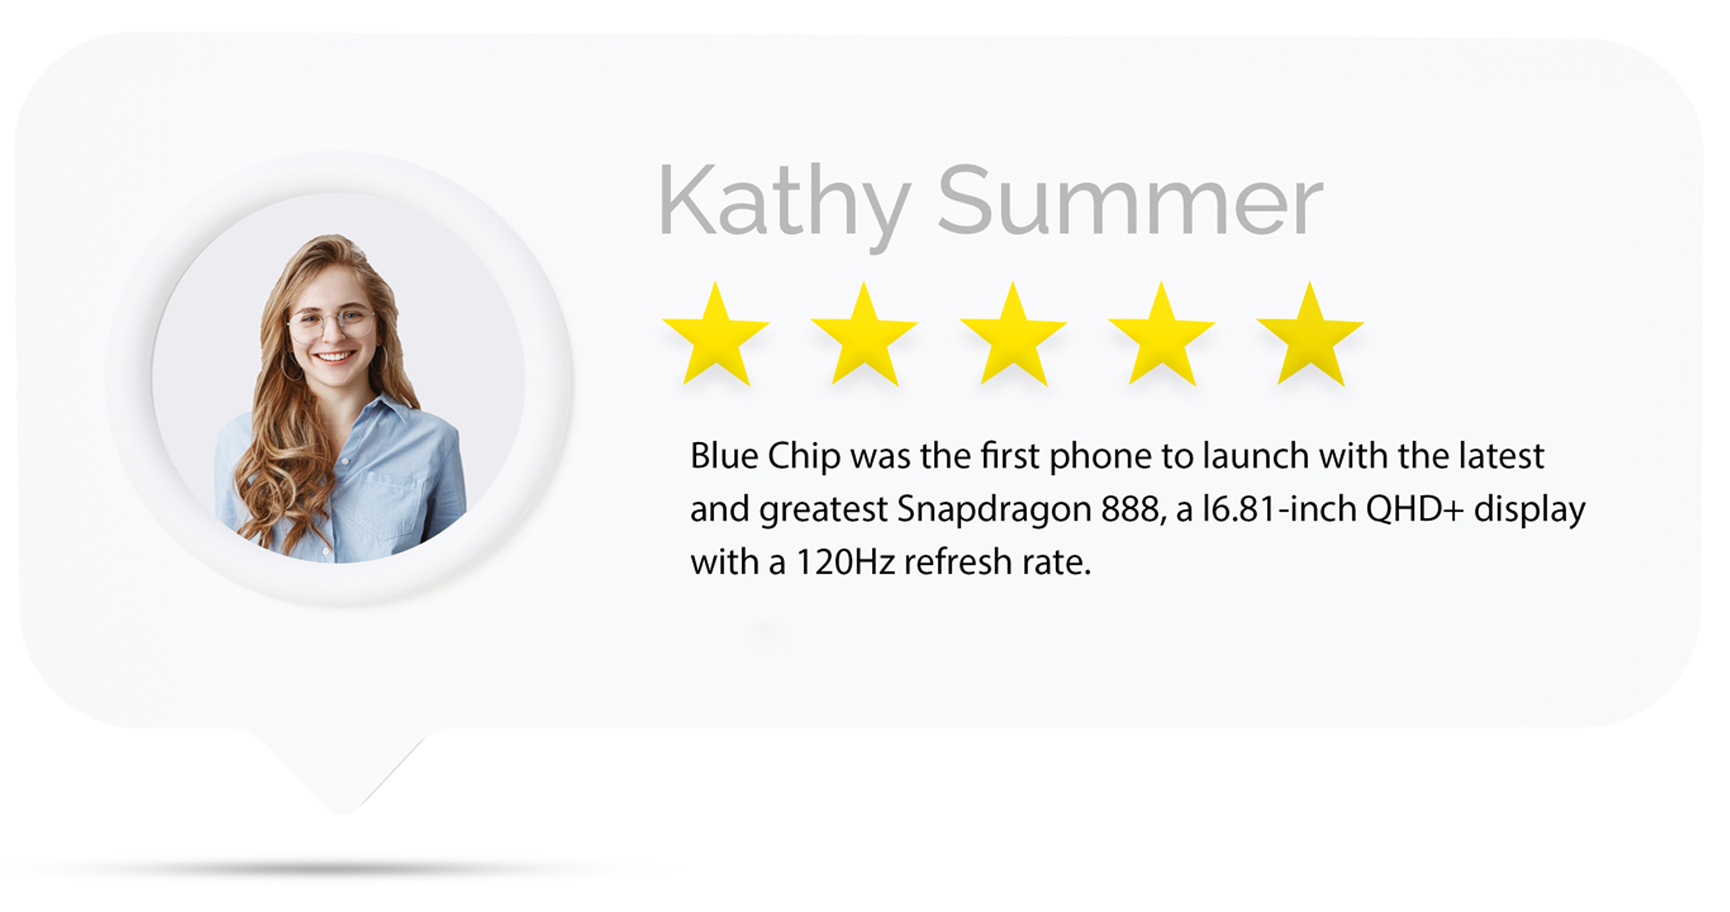 Kathy Summer
Blue Chip was the first phone to launch with the latest
and greatest Snapdragon 888, a l6.81-inch QHD+ display
with a 120Hz refresh rate.